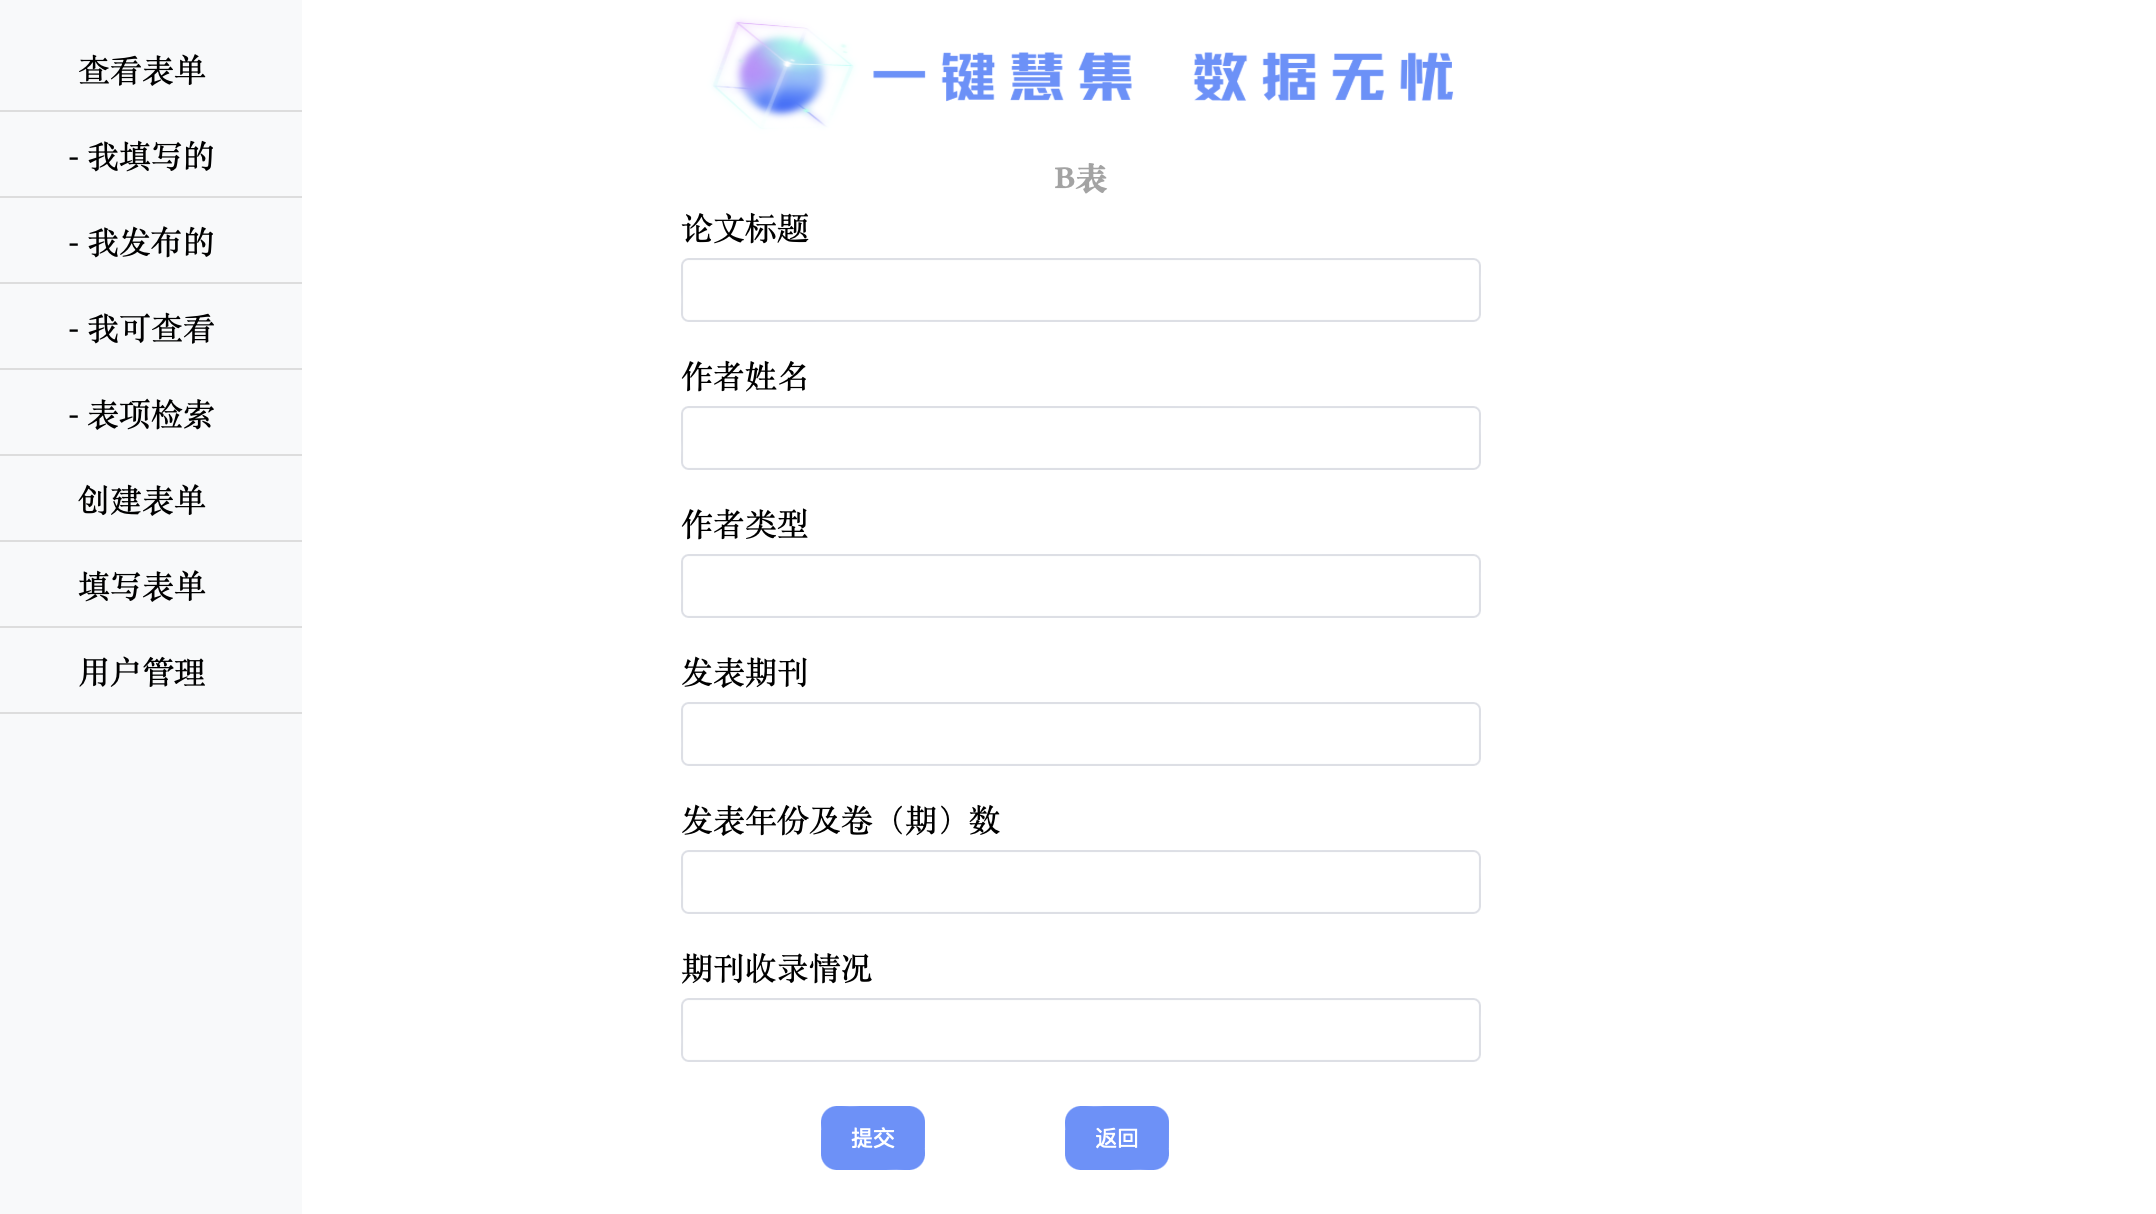 查看表单
- 我填写的
- 我发布的
- 我可查看
- 表项检索
创建表单
填写表单
用户管理
一键慧集 数据无忧
B表
论文标题
作者姓名
作者类型
发表期刊
发表年份及卷（期）数
期刊收录情况
提交
返回